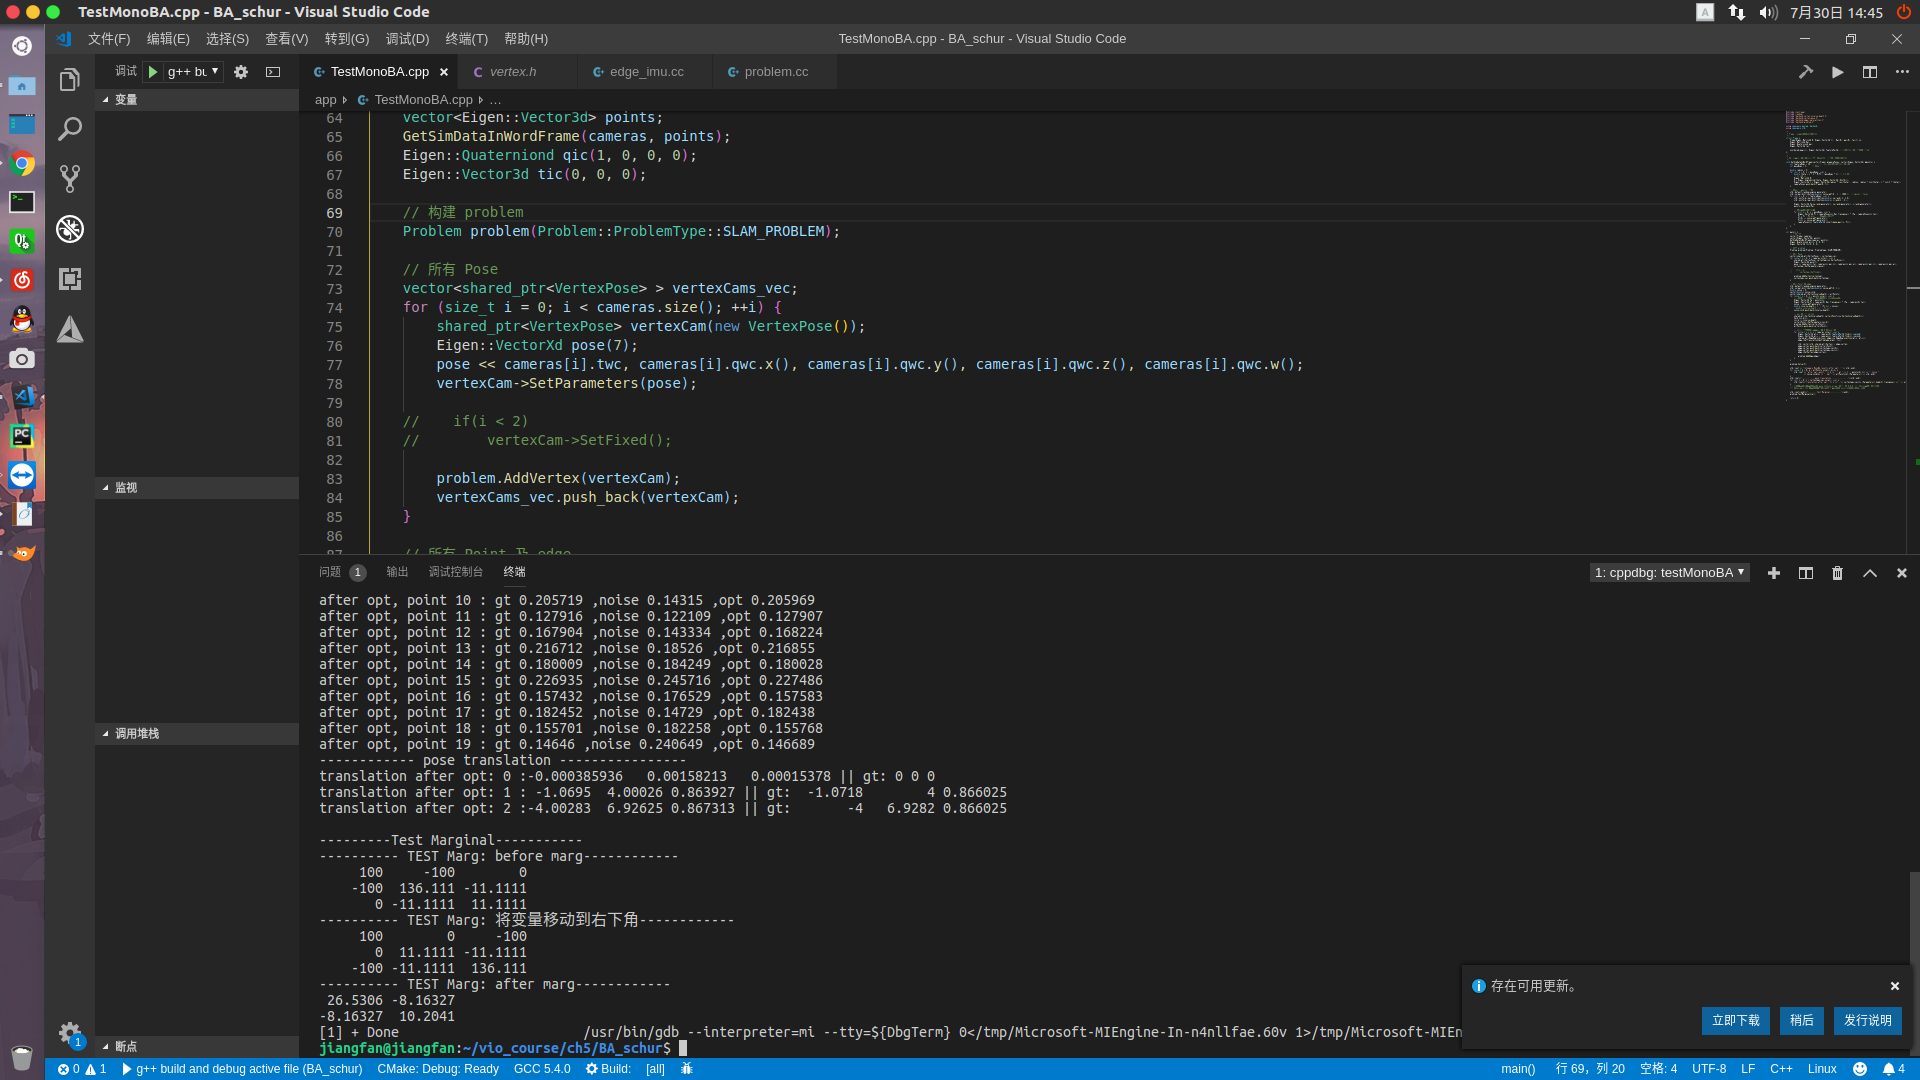 TestMonoBA.cpp - BA_schur - Visual Studio Code
7月30日 14:45
文件(F) 编辑(E) 选择(S) 查看(V) 转到(G) 调试(D) 终端(T) 帮助(H)
TestMonoBA.cpp - BA_schur - Visual Studio Code
调试 g++ bu
TestMonoBA.cpp vertex.h edge_imu.cc problem.cc
变量
app TestMonoBA.cpp …
64 vector<Eigen::Vector3d> points;
65 GetSimDataInWordFrame(cameras, points);
66 Eigen::Quaterniond qic(1, 0, 0, 0);
67 Eigen::Vector3d tic(0, 0, 0);
68
69 // 构建 problem
70 Problem problem(Problem::ProblemType::SLAM_PROBLEM);
71
72 // 所有 Pose
73 vector<shared_ptr<VertexPose> > vertexCams_vec;
74 for (size_t i = 0; i < cameras.size(); ++i) {
75 shared_ptr<VertexPose> vertexCam(new VertexPose());
76 Eigen::VectorXd pose(7);
77 pose << cameras[i].twc, cameras[i].qwc.x(), cameras[i].qwc.y(), cameras[i].qwc.z(), cameras[i].qwc.w();
78 vertexCam->SetParameters(pose);
79
80 // if(i < 2)
81 // vertexCam->SetFixed();
82
83 problem.AddVertex(vertexCam);
84 vertexCams_vec.push_back(vertexCam);
85 }
86
87 // 所有 Point 及 edge
监视
调用堆栈
断点
问题 1 输出 调试控制台 终端
1: cppdbg: testMonoBA
after opt, point 10 : gt 0.205719 ,noise 0.14315 ,opt 0.205969
after opt, point 11 : gt 0.127916 ,noise 0.122109 ,opt 0.127907
after opt, point 12 : gt 0.167904 ,noise 0.143334 ,opt 0.168224
after opt, point 13 : gt 0.216712 ,noise 0.18526 ,opt 0.216855
after opt, point 14 : gt 0.180009 ,noise 0.184249 ,opt 0.180028
after opt, point 15 : gt 0.226935 ,noise 0.245716 ,opt 0.227486
after opt, point 16 : gt 0.157432 ,noise 0.176529 ,opt 0.157583
after opt, point 17 : gt 0.182452 ,noise 0.14729 ,opt 0.182438
after opt, point 18 : gt 0.155701 ,noise 0.182258 ,opt 0.155768
after opt, point 19 : gt 0.14646 ,noise 0.240649 ,opt 0.146689
------------ pose translation ----------------
translation after opt: 0 :-0.000385936 0.00158213 0.00015378 || gt: 0 0 0
translation after opt: 1 : -1.0695 4.00026 0.863927 || gt: -1.0718 4 0.866025
translation after opt: 2 :-4.00283 6.92625 0.867313 || gt: -4 6.9282 0.866025
---------Test Marginal-----------
---------- TEST Marg: before marg------------
100 -100 0
-100 136.111 -11.1111
0 -11.1111 11.1111
---------- TEST Marg: 将变量移动到右下角------------
100 0 -100
0 11.1111 -11.1111
-100 -11.1111 136.111
---------- TEST Marg: after marg------------
26.5306 -8.16327
-8.16327 10.2041
[1] + Done /usr/bin/gdb --interpreter=mi --tty=${DbgTerm} 0</tmp/Microsoft-MIEngine-In-n4nllfae.60v 1>/tmp/Microsoft-MIEn
jiangfan@jiangfan:~/vio_course/ch5/BA_schur$
存在可用更新。
立即下载 稍后 发行说明
1
0 1 g++ build and debug active file (BA_schur) CMake: Debug: Ready GCC 5.4.0 Build: [all]
main() 行 69，列 20 空格: 4 UTF-8 LF C++ Linux 4